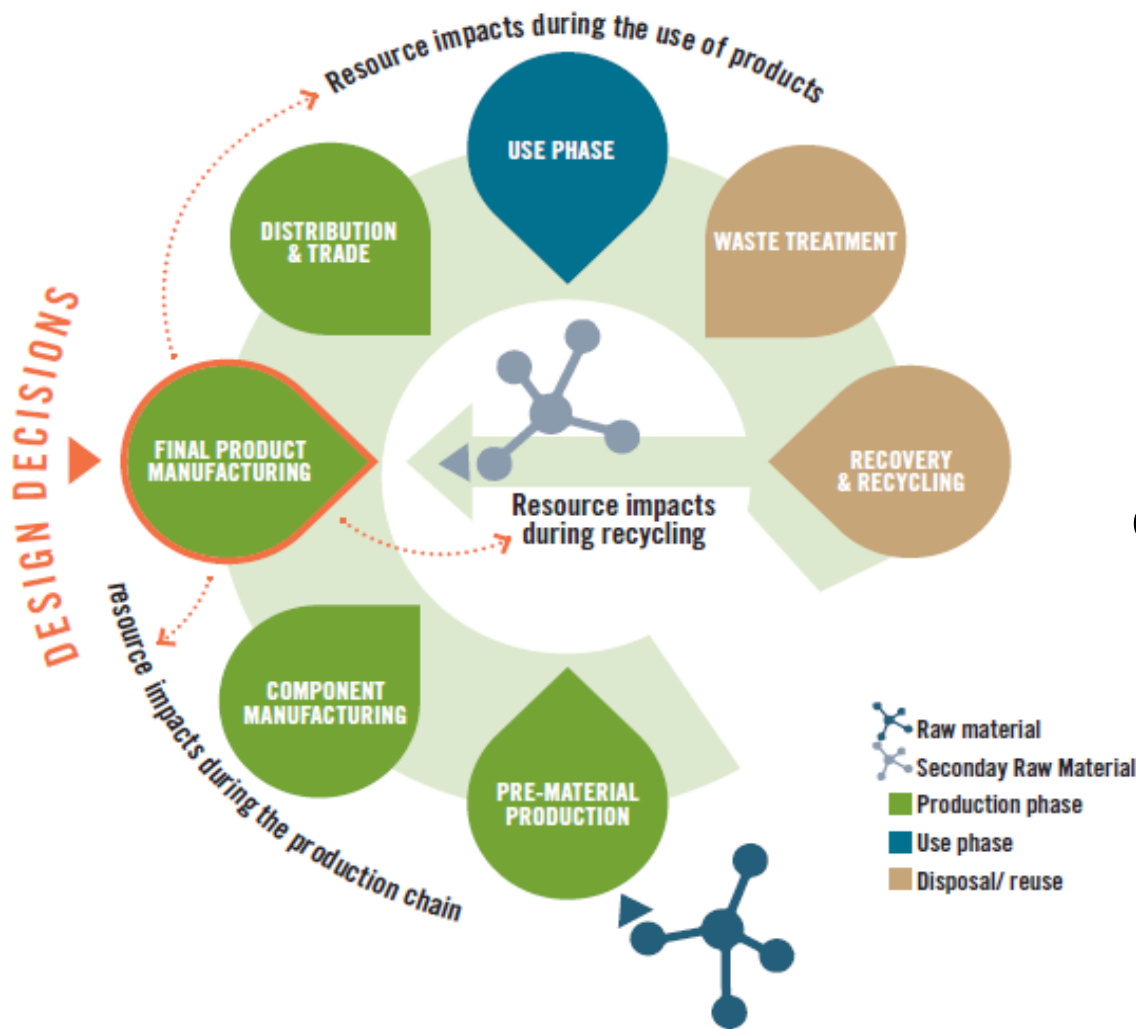 Resource impacts during the use of products
USE PHASE
DISTRIBUTION
& TRADE
WASTE TREATMENT
DESIGN DECISIONS
FINAL PRODUCT
MANUFACTURING
RECOVERY
& RECYCLING
Resource impacts
during recycling
resource impacts during the production chain
COMPONENT
MANUFACTURING
PRE-MATERIAL
PRODUCTION
Raw material
Seconday Raw Material
Production phase
Use phase
Disposal/ reuse